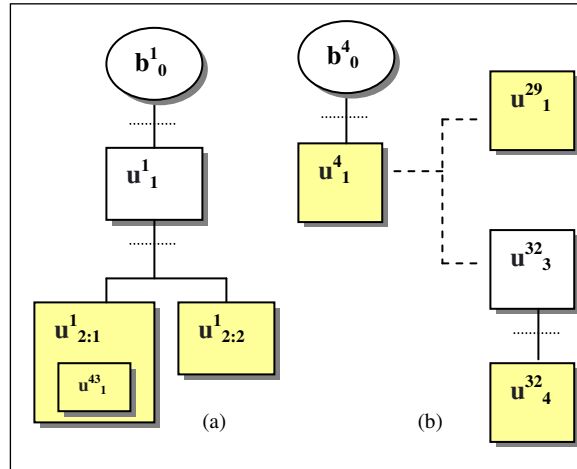 b¹₀
b⁴₀
u²⁹₁
u¹₁
u⁴₁
u³²₃
u¹₂:₁
u¹₂:₂
u⁴³₁
u³²₄
(a)
(b)